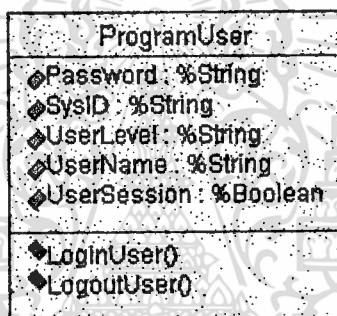 ProgramUser
Password : %String
SysID : %String
UserLevel : %String
UserName : %String
UserSession : %Boolean
LoginUser()
LogoutUser()